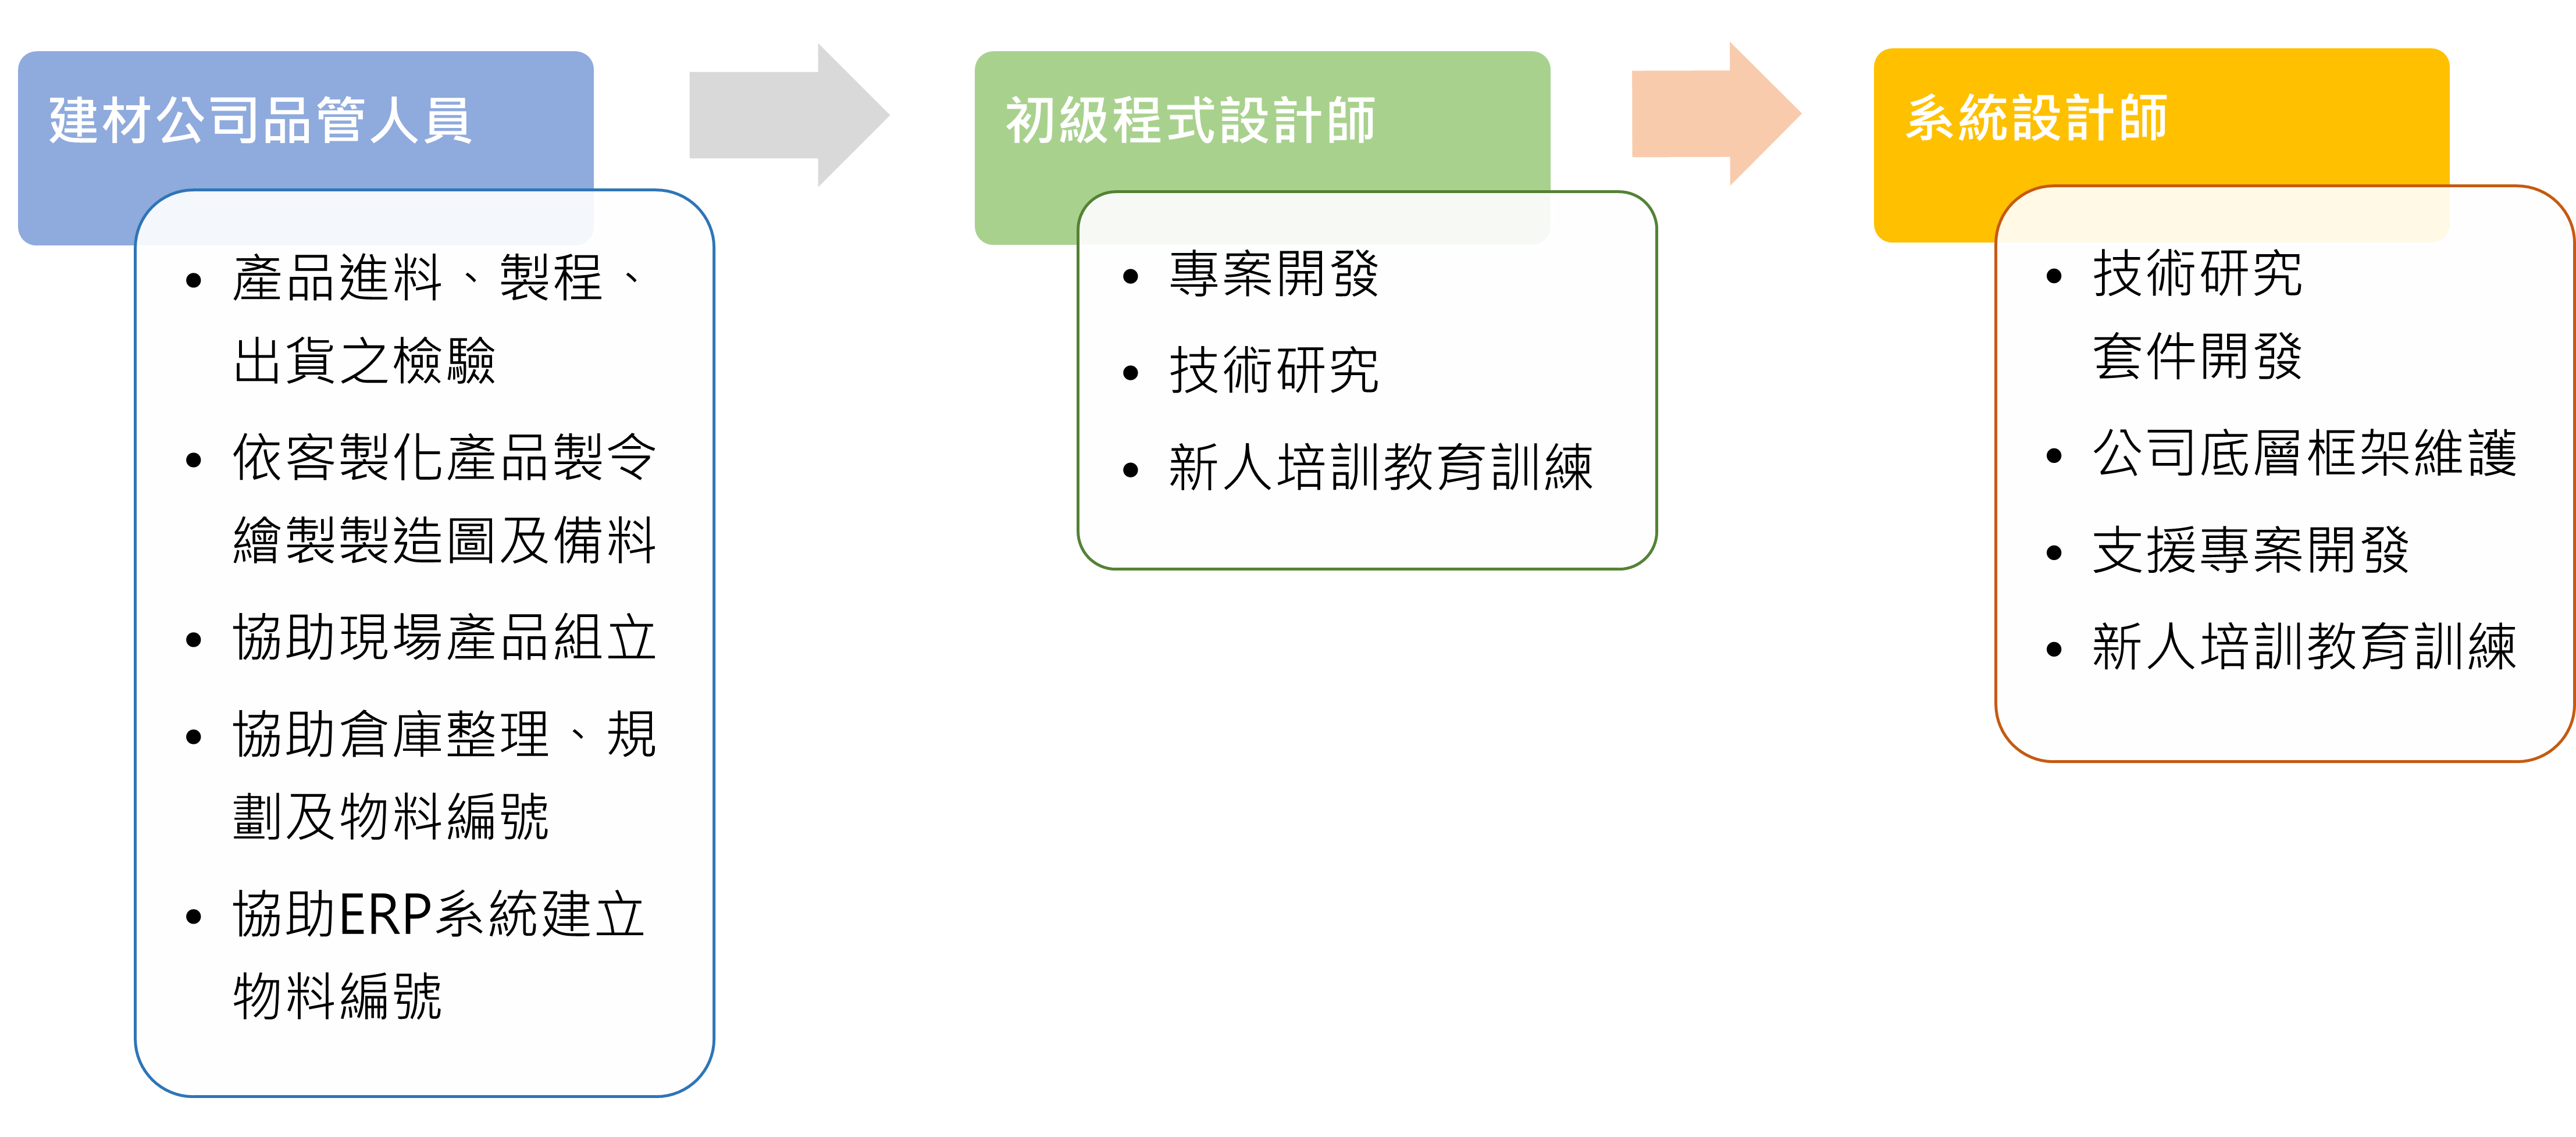 建材公司品管人員
• 產品進料、製程、
出貨之檢驗
• 依客製化產品製令
繪製製造圖及備料
• 協助現場產品組立
• 協助倉庫整理、規
劃及物料編號
• 協助ERP系統建立
物料編號
初級程式設計師
• 專案開發
• 技術研究
• 新人培訓教育訓練
系統設計師
• 技術研究
套件開發
• 公司底層框架維護
• 支援專案開發
• 新人培訓教育訓練